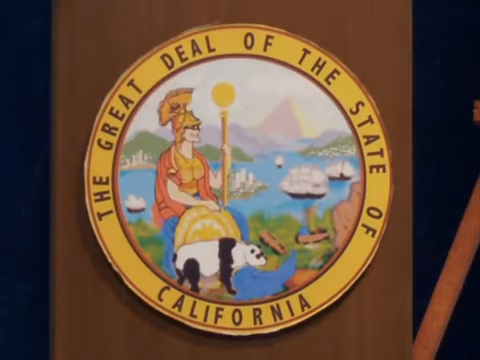 THE GREAT DEAL OF THE STATE OF
CALIFORNIA